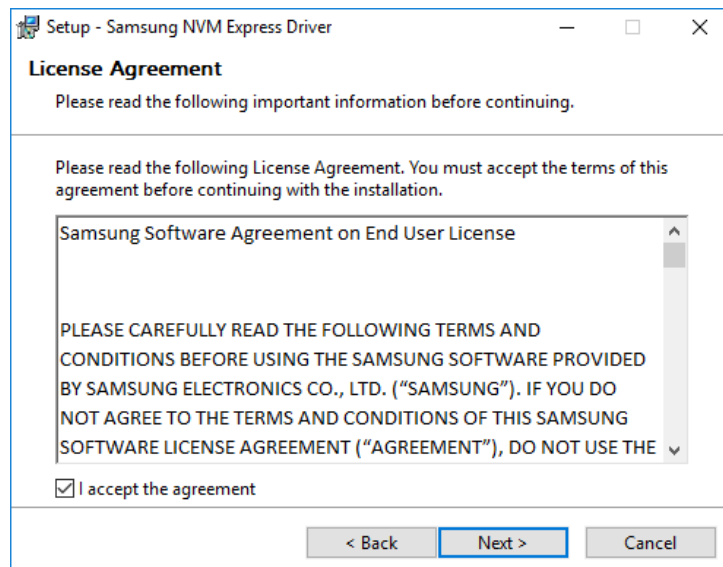 Setup - Samsung NVM Express Driver
License Agreement
Please read the following important information before continuing.
Please read the following License Agreement. You must accept the terms of this
agreement before continuing with the installation.
Samsung Software Agreement on End User License
PLEASE CAREFULLY READ THE FOLLOWING TERMS AND
CONDITIONS BEFORE USING THE SAMSUNG SOFTWARE PROVIDED
BY SAMSUNG ELECTRONICS CO., LTD. (“SAMSUNG”). IF YOU DO
NOT AGREE TO THE TERMS AND CONDITIONS OF THIS SAMSUNG
SOFTWARE LICENSE AGREEMENT (“AGREEMENT”), DO NOT USE THE
I accept the agreement
< Back
Next >
Cancel